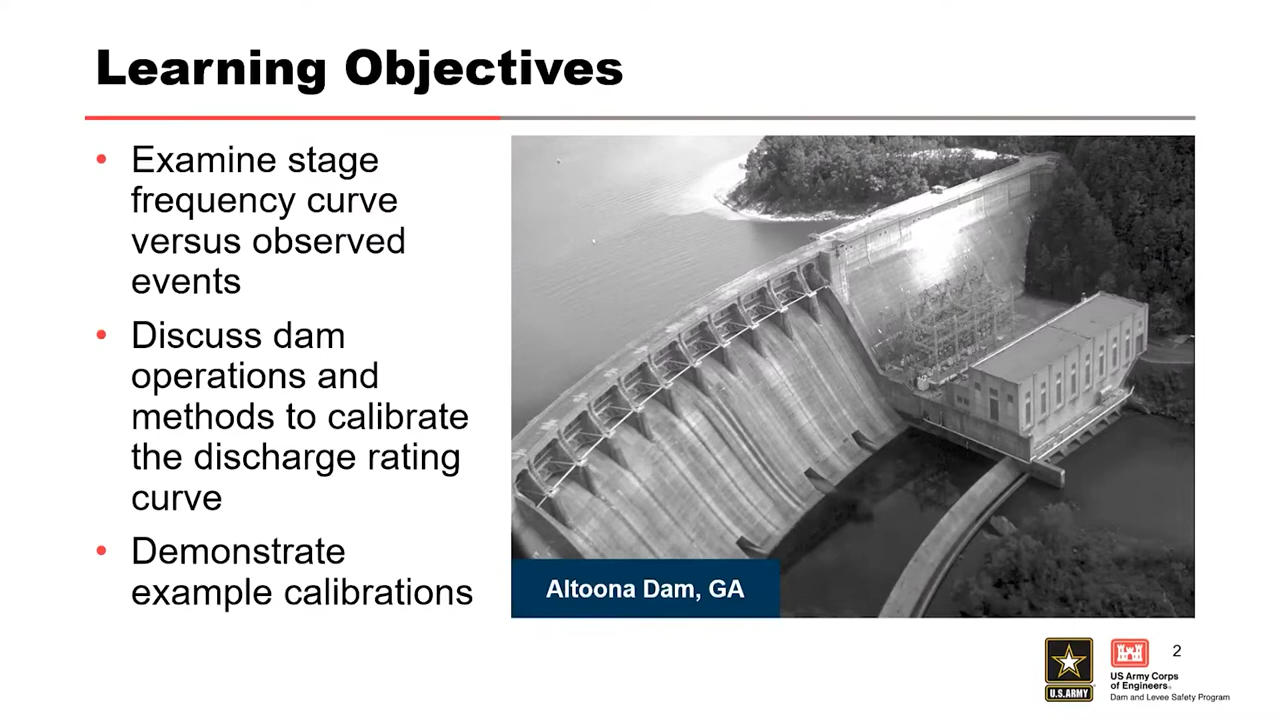 Learning Objectives
• Examine stage
frequency curve
versus observed
events
• Discuss dam
operations and
methods to calibrate
the discharge rating
curve
• Demonstrate
example calibrations
Altoona Dam, GA
U.S. ARMY
US Army Corps
of Engineers®
Dam and Levee Safety Program
2